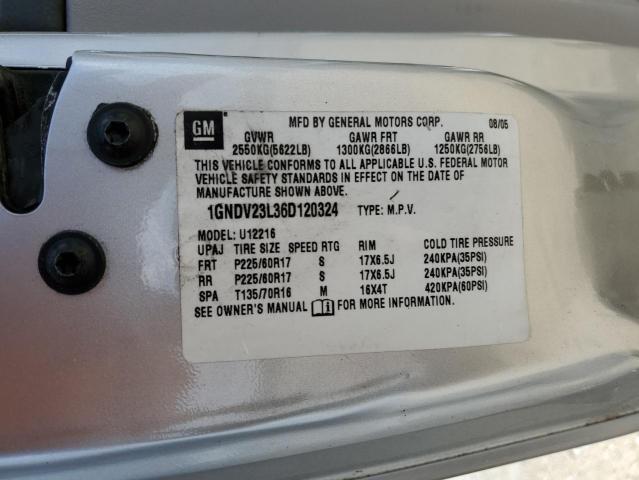 GM
MFD BY GENERAL MOTORS CORP. 08/05
GVWR GAWR FRT GAWR RR
2550KG(5622LB) 1300KG(2866LB) 1250KG(2756LB)
THIS VEHICLE CONFORMS TO ALL APPLICABLE U.S. FEDERAL MOTOR
VEHICLE SAFETY STANDARDS IN EFFECT ON THE DATE OF
MANUFACTURE SHOWN ABOVE.
1GNDV23L36D120324 TYPE: M.P.V.
MODEL: U12216
UPAJ TIRE SIZE SPEED RTG RIM COLD TIRE PRESSURE
FRT P225/60R17 S 17X6.5J 240KPA(35PSI)
RR P225/60R17 S 17X6.5J 240KPA(35PSI)
SPA T135/70R16 M 16X4T 420KPA(60PSI)
SEE OWNER'S MANUAL FOR MORE INFORMATION.